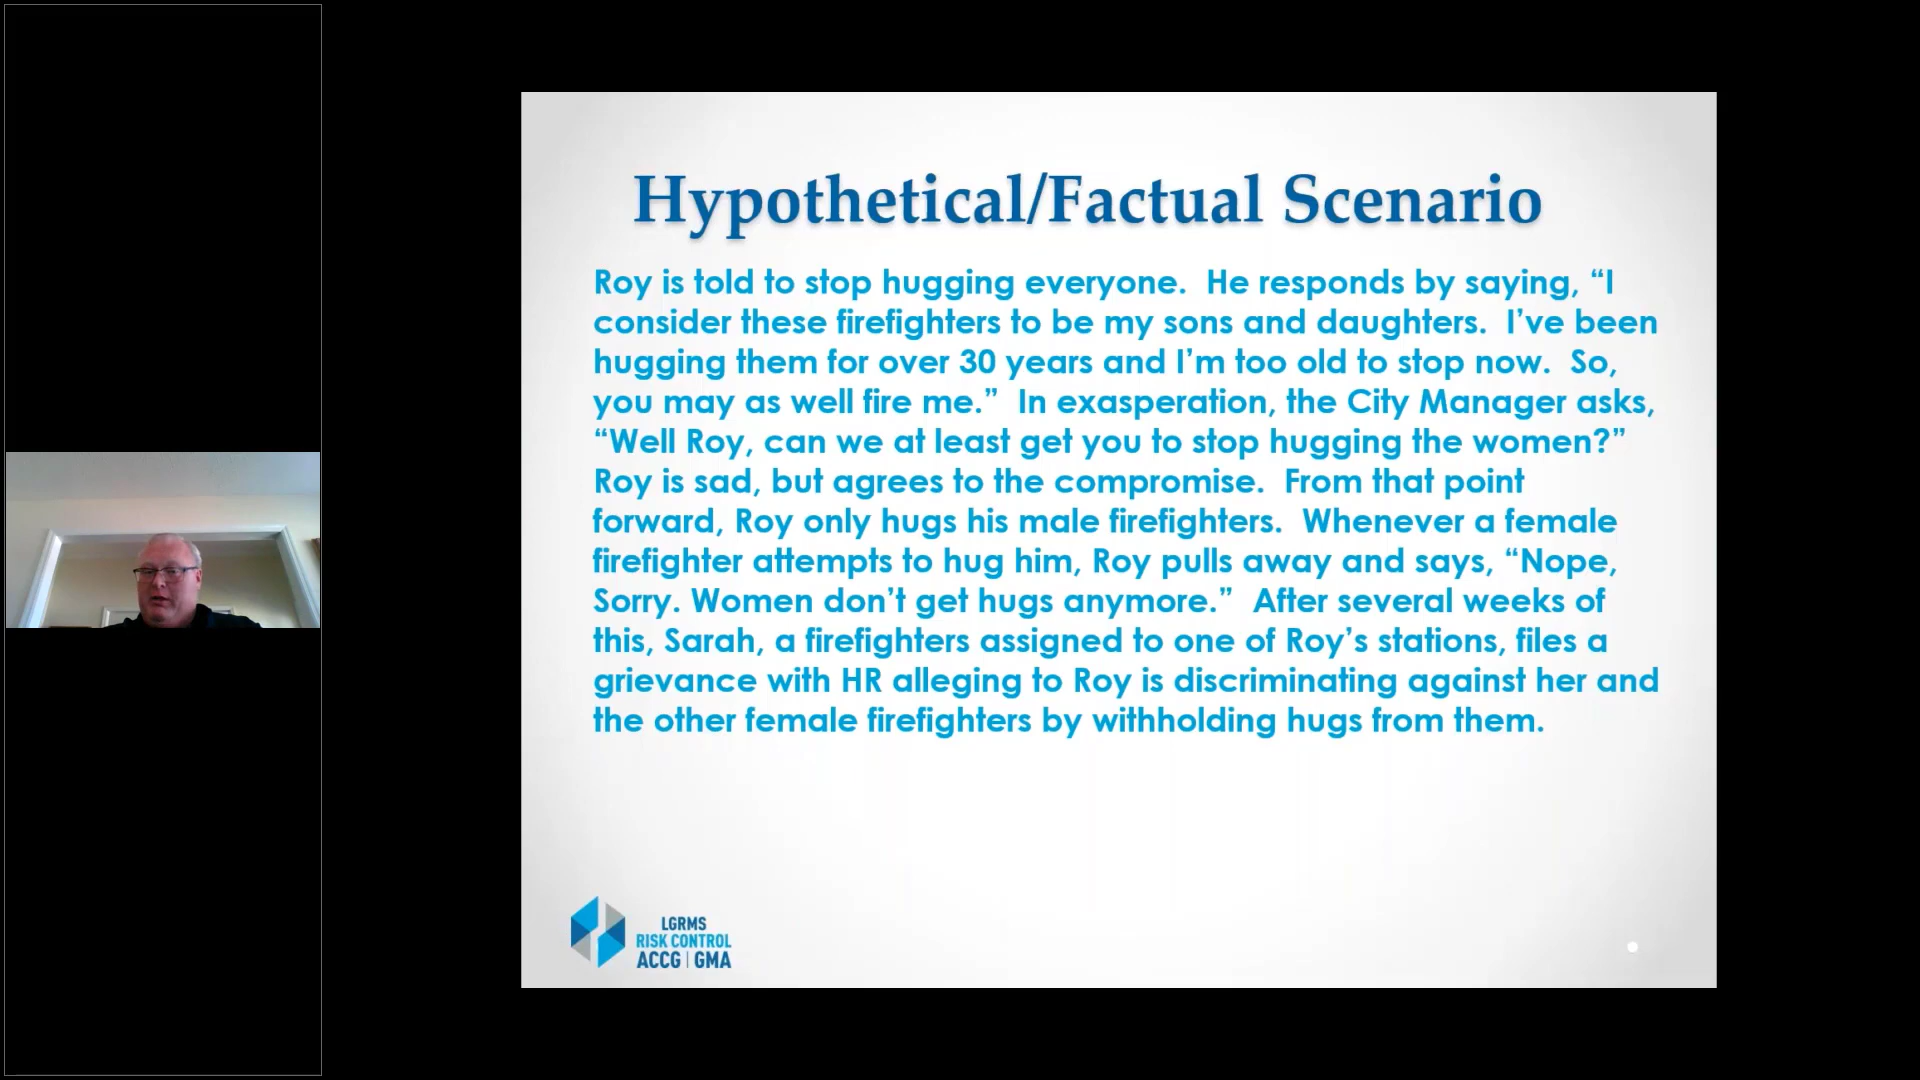 Hypothetical/Factual Scenario
Roy is told to stop hugging everyone.  He responds by saying, “I
consider these firefighters to be my sons and daughters.  I’ve been
hugging them for over 30 years and I’m too old to stop now.  So,
you may as well fire me.”  In exasperation, the City Manager asks,
“Well Roy, can we at least get you to stop hugging the women?”
Roy is sad, but agrees to the compromise.  From that point
forward, Roy only hugs his male firefighters.  Whenever a female
firefighter attempts to hug him, Roy pulls away and says, “Nope,
Sorry. Women don’t get hugs anymore.”  After several weeks of
this, Sarah, a firefighters assigned to one of Roy’s stations, files a
grievance with HR alleging to Roy is discriminating against her and
the other female firefighters by withholding hugs from them.
LGRMS
RISK CONTROL
ACCG | GMA